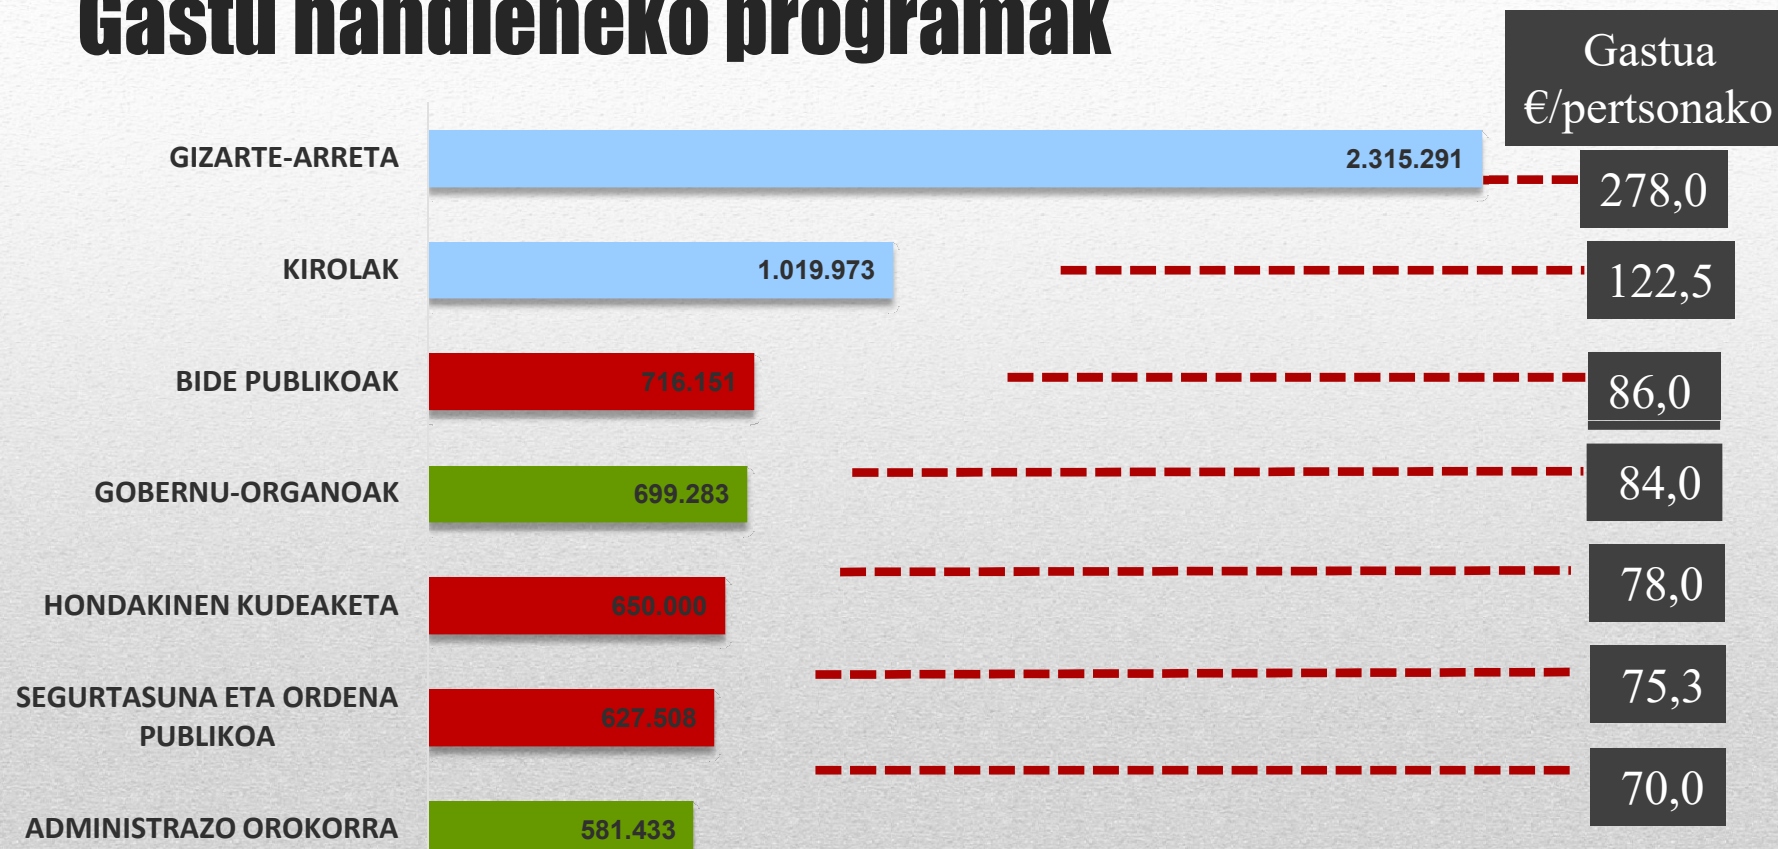 Gastu handieneko programak
Gastua
€/pertsonako
GIZARTE-ARRETA 2.315.291 278,0
KIROLAK 1.019.973 122,5
BIDE PUBLIKOAK 716.151 86,0
GOBERNU-ORGANOAK 699.283 84,0
HONDAKINEN KUDEAKETA 650.000 78,0
SEGURTASUNA ETA ORDENA
PUBLIKOA 627.508 75,3
ADMINISTRAZO OROKORRA 581.433 70,0